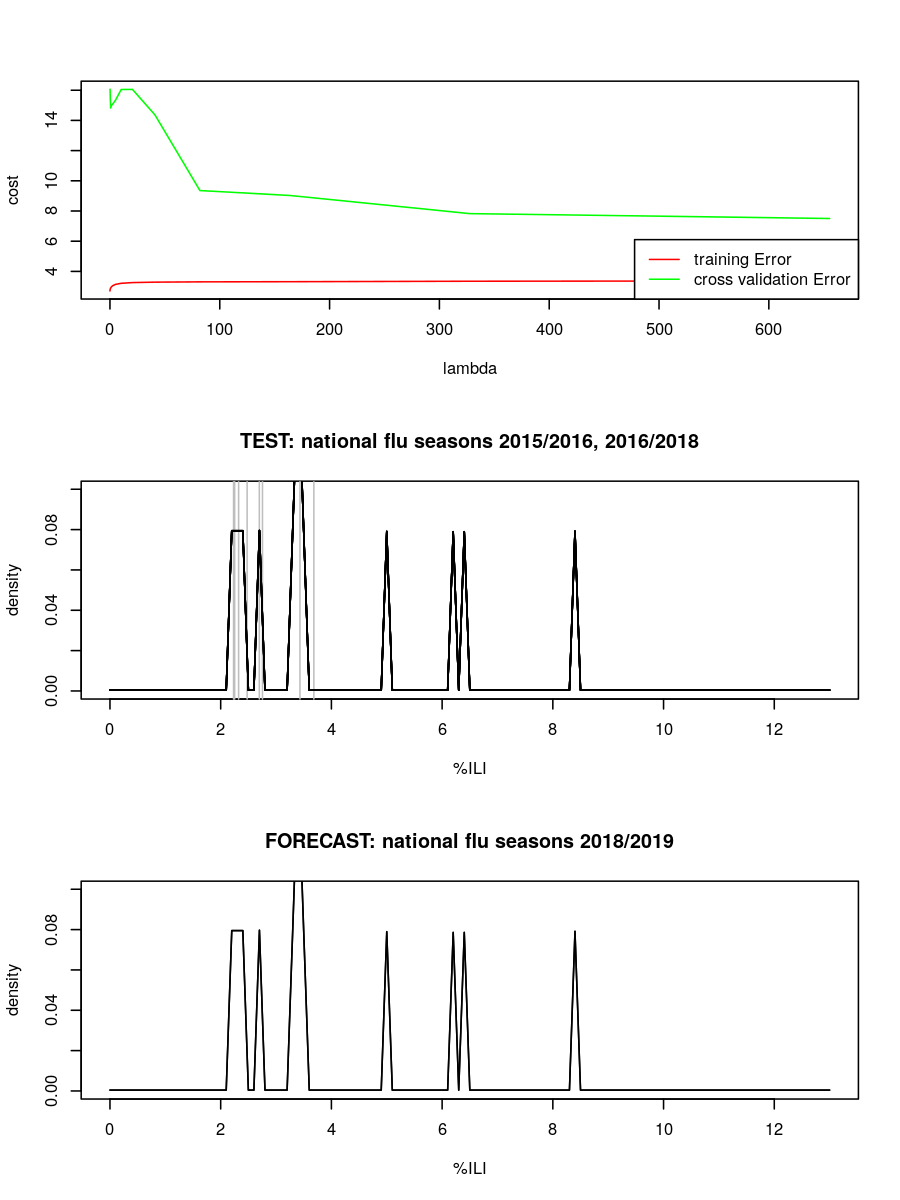 14
10
8
6
4
cost
training Error
cross validation Error
0 100 200 300 400 500 600
lambda
TEST: national flu seasons 2015/2016, 2016/2018
0.08
0.04
0.00
density
0 2 4 6 8 10 12
%ILI
FORECAST: national flu seasons 2018/2019
0.08
0.04
0.00
density
0 2 4 6 8 10 12
%ILI